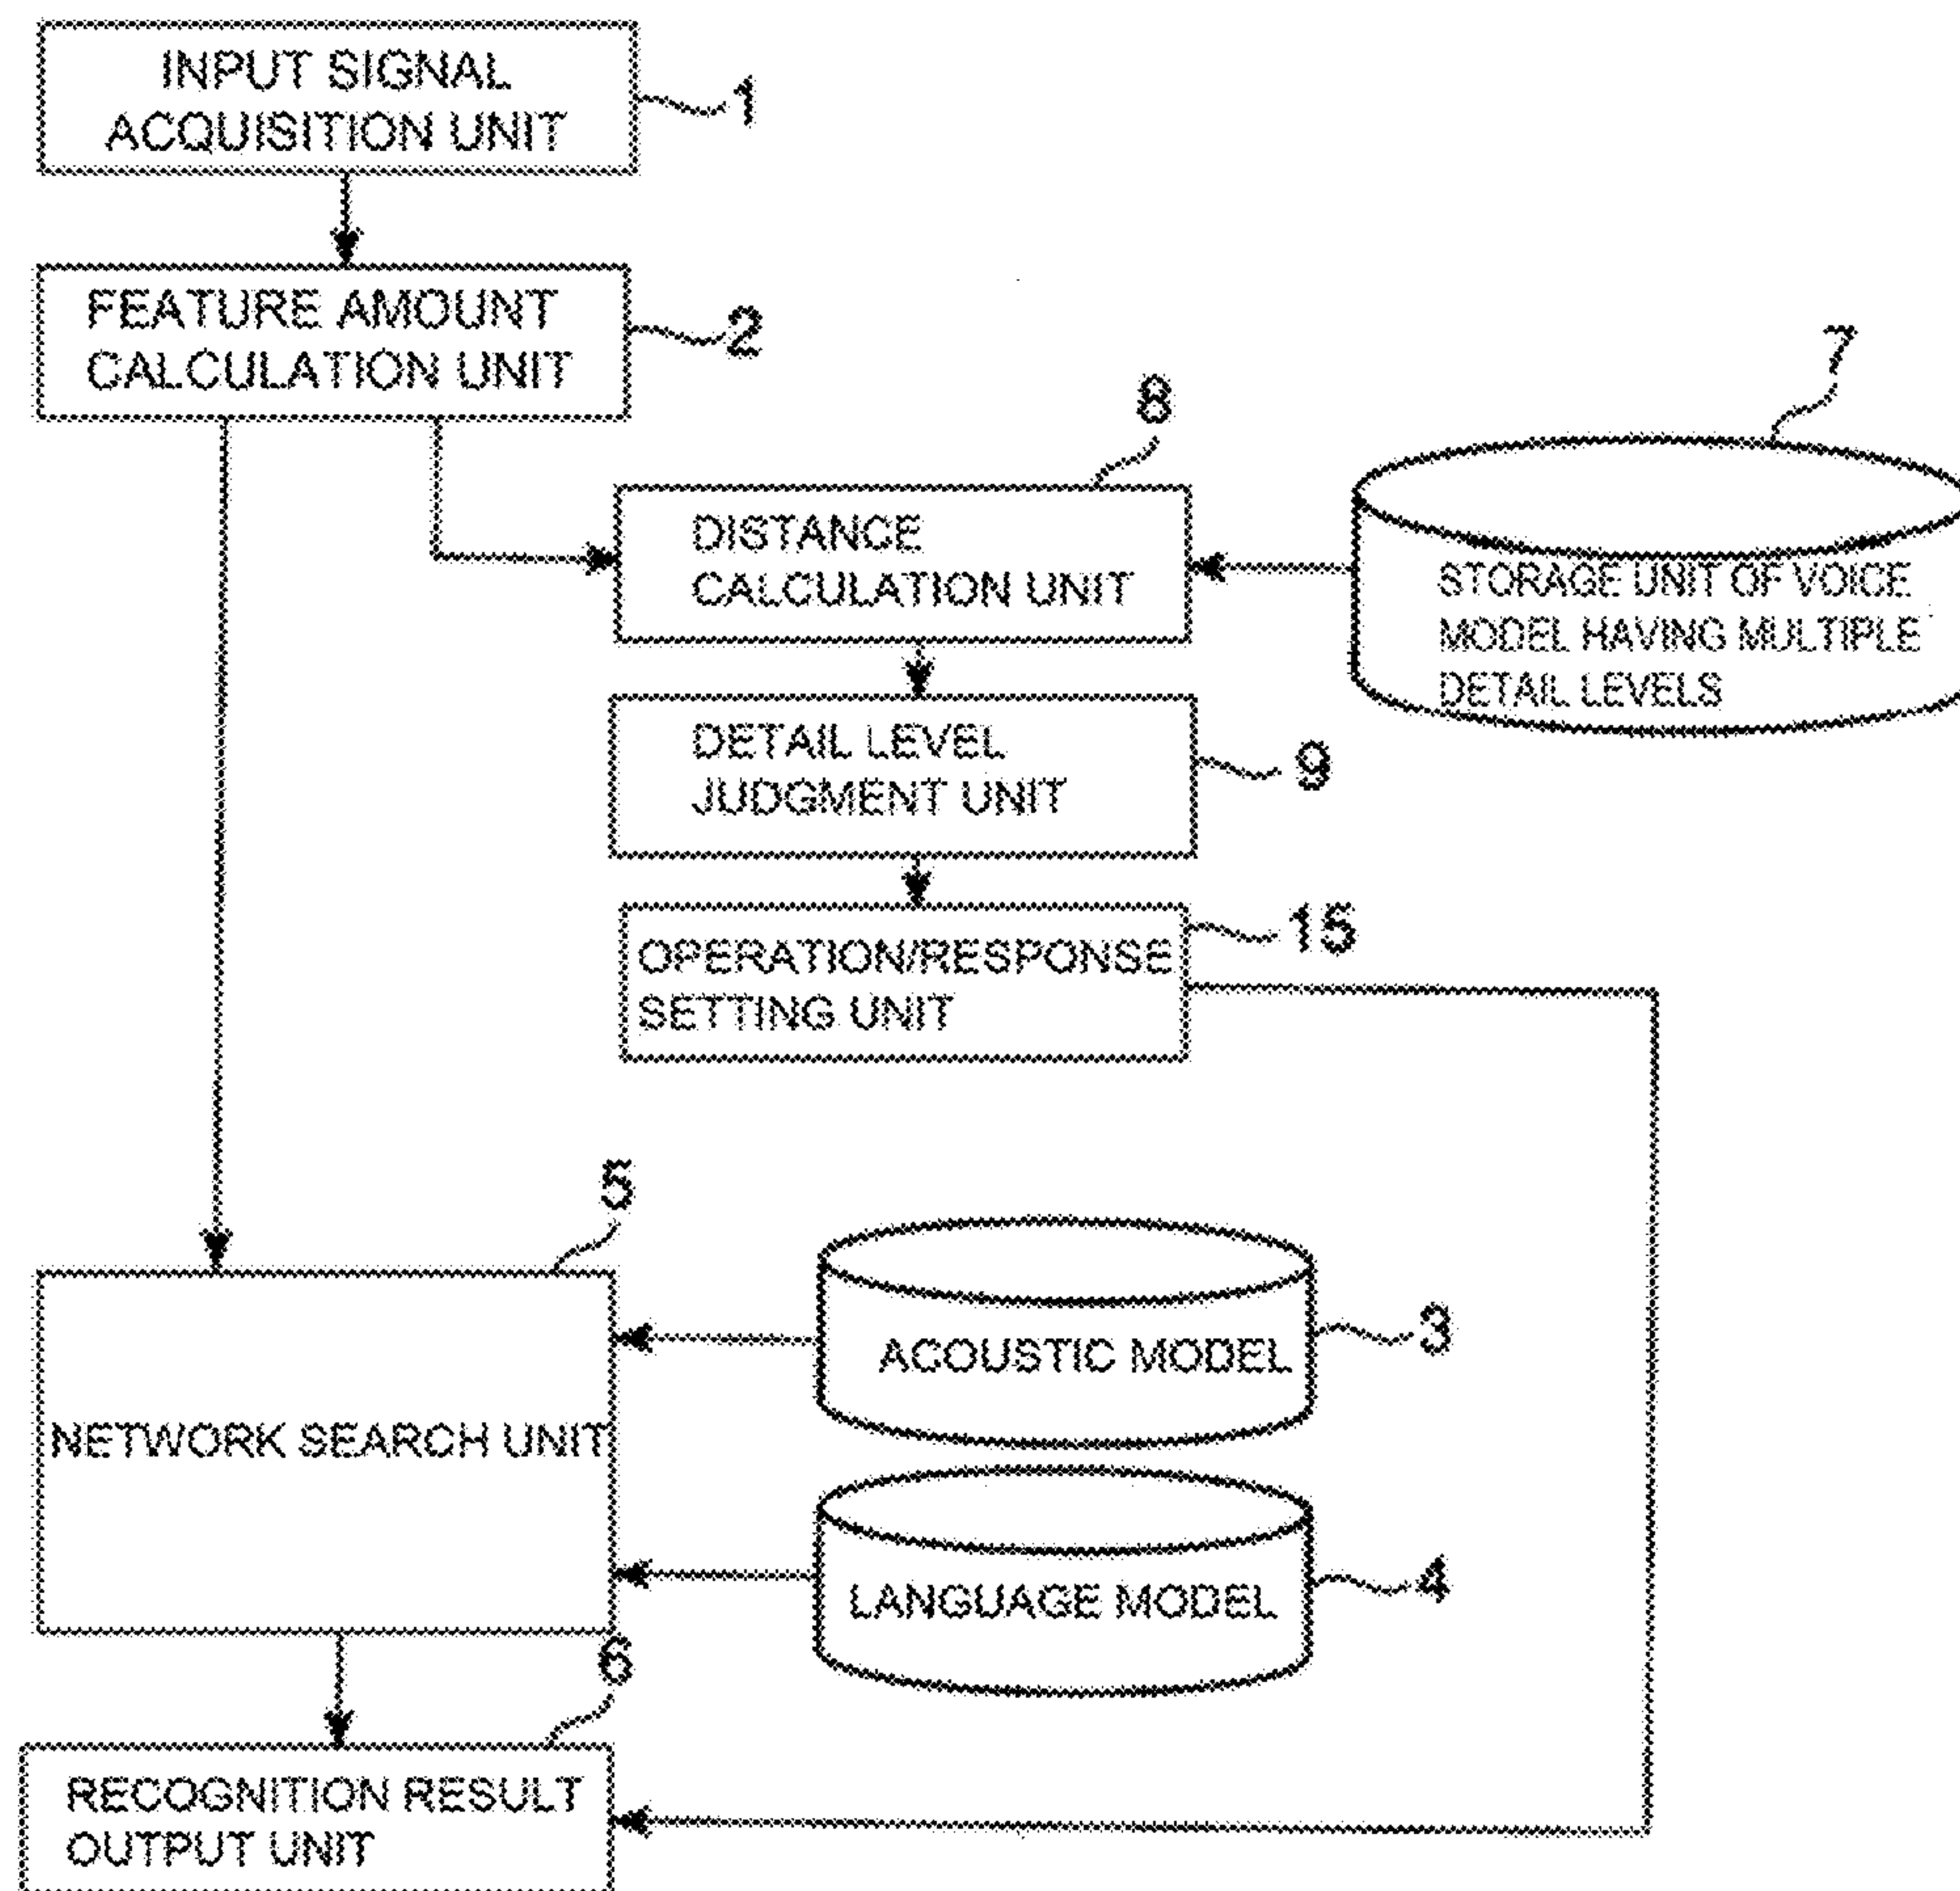 INPUT SIGNAL
ACQUISITION UNIT
1
FEATURE AMOUNT
CALCULATION UNIT
2
7
8
DISTANCE
CALCULATION UNIT
STORAGE UNIT OF VOICE
MODEL HAVING MULTIPLE
DETAIL LEVELS
DETAIL LEVEL
JUDGMENT UNIT
9
OPERATION/RESPONSE
SETTING UNIT
15
5
NETWORK SEARCH UNIT
ACOUSTIC MODEL
3
LANGUAGE MODEL
4
6
RECOGNITION RESULT
OUTPUT UNIT